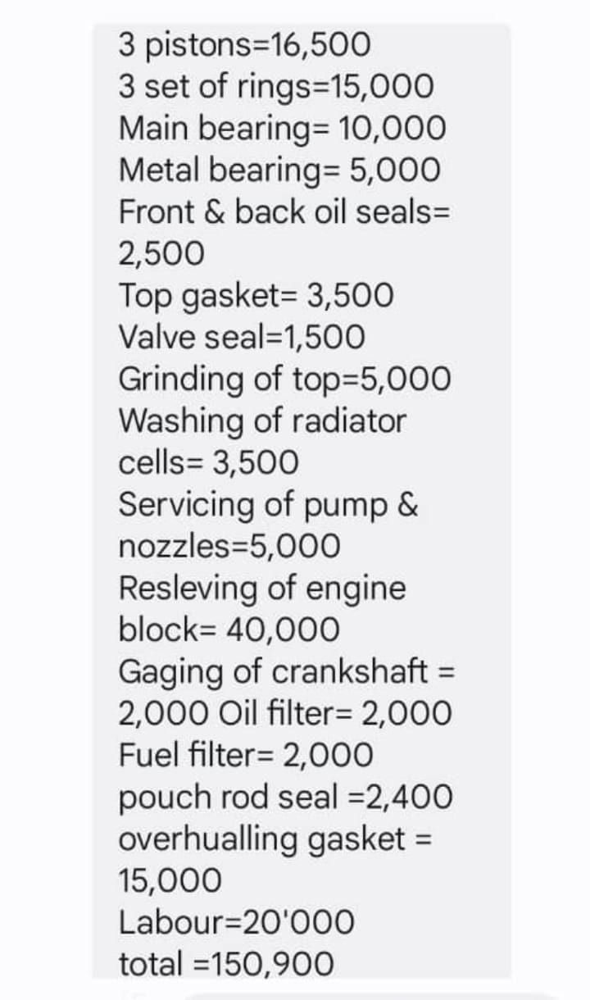 3 pistons=16,500
3 set of rings=15,000
Main bearing= 10,000
Metal bearing= 5,000
Front & back oil seals=
2,500
Top gasket= 3,500
Valve seal=1,500
Grinding of top=5,000
Washing of radiator
cells= 3,500
Servicing of pump &
nozzles=5,000
Resleving of engine
block= 40,000
Gaging of crankshaft =
2,000 Oil filter= 2,000
Fuel filter= 2,000
pouch rod seal =2,400
overhualling gasket =
15,000
Labour=20'000
total =150,900